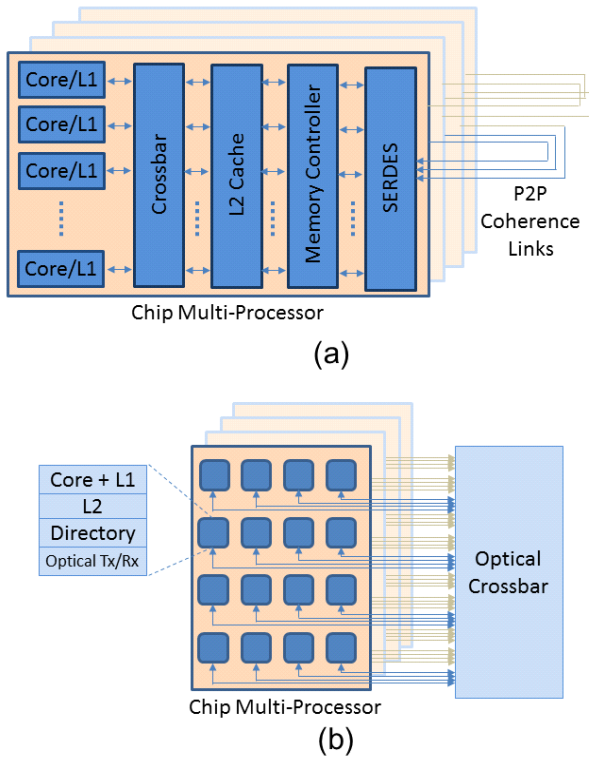 Core/L1
Core/L1
Core/L1
Core/L1
Crossbar
L2 Cache
Memory Controller
SERDES
P2P
Coherence
Links
Chip Multi-Processor
(a)
Core + L1
L2
Directory
Optical Tx/Rx
Optical
Crossbar
Chip Multi-Processor
(b)